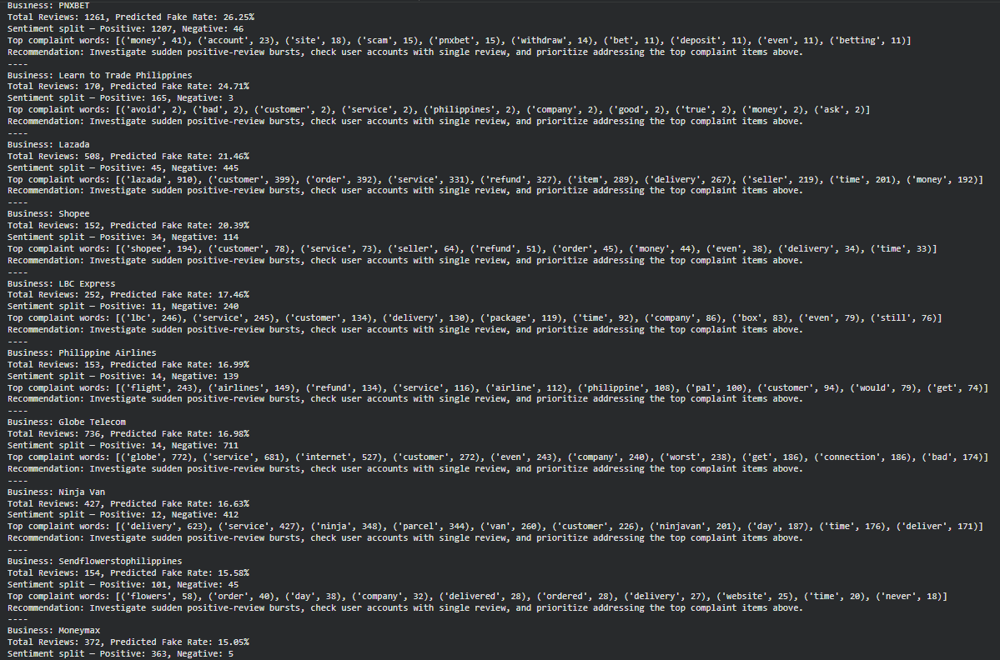 Business: PNXBET
Total Reviews: 1261, Predicted Fake Rate: 26.25%
Sentiment split — Positive: 1207, Negative: 46
Top complaint words: [('money', 41), ('account', 23), ('site', 18), ('scam', 15), ('pnxbet', 15), ('withdraw', 14), ('bet', 11), ('deposit', 11), ('even', 11), ('betting', 11)]
Recommendation: Investigate sudden positive-review bursts, check user accounts with single review, and prioritize addressing the top complaint items above.
----
Business: Learn to Trade Philippines
Total Reviews: 170, Predicted Fake Rate: 24.71%
Sentiment split — Positive: 165, Negative: 3
Top complaint words: [('avoid', 2), ('bad', 2), ('customer', 2), ('service', 2), ('philippines', 2), ('company', 2), ('good', 2), ('true', 2), ('money', 2), ('ask', 2)]
Recommendation: Investigate sudden positive-review bursts, check user accounts with single review, and prioritize addressing the top complaint items above.
----
Business: Lazada
Total Reviews: 508, Predicted Fake Rate: 21.46%
Sentiment split — Positive: 45, Negative: 445
Top complaint words: [('lazada', 910), ('customer', 399), ('order', 392), ('service', 331), ('refund', 327), ('item', 289), ('delivery', 267), ('seller', 219), ('time', 201), ('money', 192)]
Recommendation: Investigate sudden positive-review bursts, check user accounts with single review, and prioritize addressing the top complaint items above.
----
Business: Shopee
Total Reviews: 152, Predicted Fake Rate: 20.39%
Sentiment split — Positive: 34, Negative: 114
Top complaint words: [('shopee', 194), ('customer', 78), ('service', 73), ('seller', 64), ('refund', 51), ('order', 45), ('money', 44), ('even', 38), ('delivery', 34), ('time', 33)]
Recommendation: Investigate sudden positive-review bursts, check user accounts with single review, and prioritize addressing the top complaint items above.
----
Business: LBC Express
Total Reviews: 252, Predicted Fake Rate: 17.46%
Sentiment split — Positive: 11, Negative: 240
Top complaint words: [('lbc', 246), ('service', 245), ('customer', 134), ('delivery', 130), ('package', 119), ('time', 92), ('company', 86), ('box', 83), ('even', 79), ('still', 76)]
Recommendation: Investigate sudden positive-review bursts, check user accounts with single review, and prioritize addressing the top complaint items above.
----
Business: Philippine Airlines
Total Reviews: 153, Predicted Fake Rate: 16.99%
Sentiment split — Positive: 14, Negative: 139
Top complaint words: [('flight', 243), ('airlines', 149), ('refund', 134), ('service', 116), ('airline', 112), ('philippine', 108), ('pal', 100), ('customer', 94), ('would', 79), ('get', 74)]
Recommendation: Investigate sudden positive-review bursts, check user accounts with single review, and prioritize addressing the top complaint items above.
----
Business: Globe Telecom
Total Reviews: 736, Predicted Fake Rate: 16.98%
Sentiment split — Positive: 14, Negative: 711
Top complaint words: [('globe', 772), ('service', 681), ('internet', 527), ('customer', 272), ('even', 243), ('company', 240), ('worst', 238), ('get', 186), ('connection', 186), ('bad', 174)]
Recommendation: Investigate sudden positive-review bursts, check user accounts with single review, and prioritize addressing the top complaint items above.
----
Business: Ninja Van
Total Reviews: 427, Predicted Fake Rate: 16.63%
Sentiment split — Positive: 12, Negative: 412
Top complaint words: [('delivery', 623), ('service', 427), ('ninja', 348), ('parcel', 344), ('van', 260), ('customer', 226), ('ninjavan', 201), ('day', 187), ('time', 176), ('deliver', 171)]
Recommendation: Investigate sudden positive-review bursts, check user accounts with single review, and prioritize addressing the top complaint items above.
----
Business: Sendflowerstophilippines
Total Reviews: 154, Predicted Fake Rate: 15.58%
Sentiment split — Positive: 101, Negative: 45
Top complaint words: [('flowers', 58), ('order', 40), ('day', 38), ('company', 32), ('delivered', 28), ('ordered', 28), ('delivery', 27), ('website', 25), ('time', 20), ('never', 18)]
Recommendation: Investigate sudden positive-review bursts, check user accounts with single review, and prioritize addressing the top complaint items above.
----
Business: Moneymax
Total Reviews: 372, Predicted Fake Rate: 15.05%
Sentiment split — Positive: 363, Negative: 5